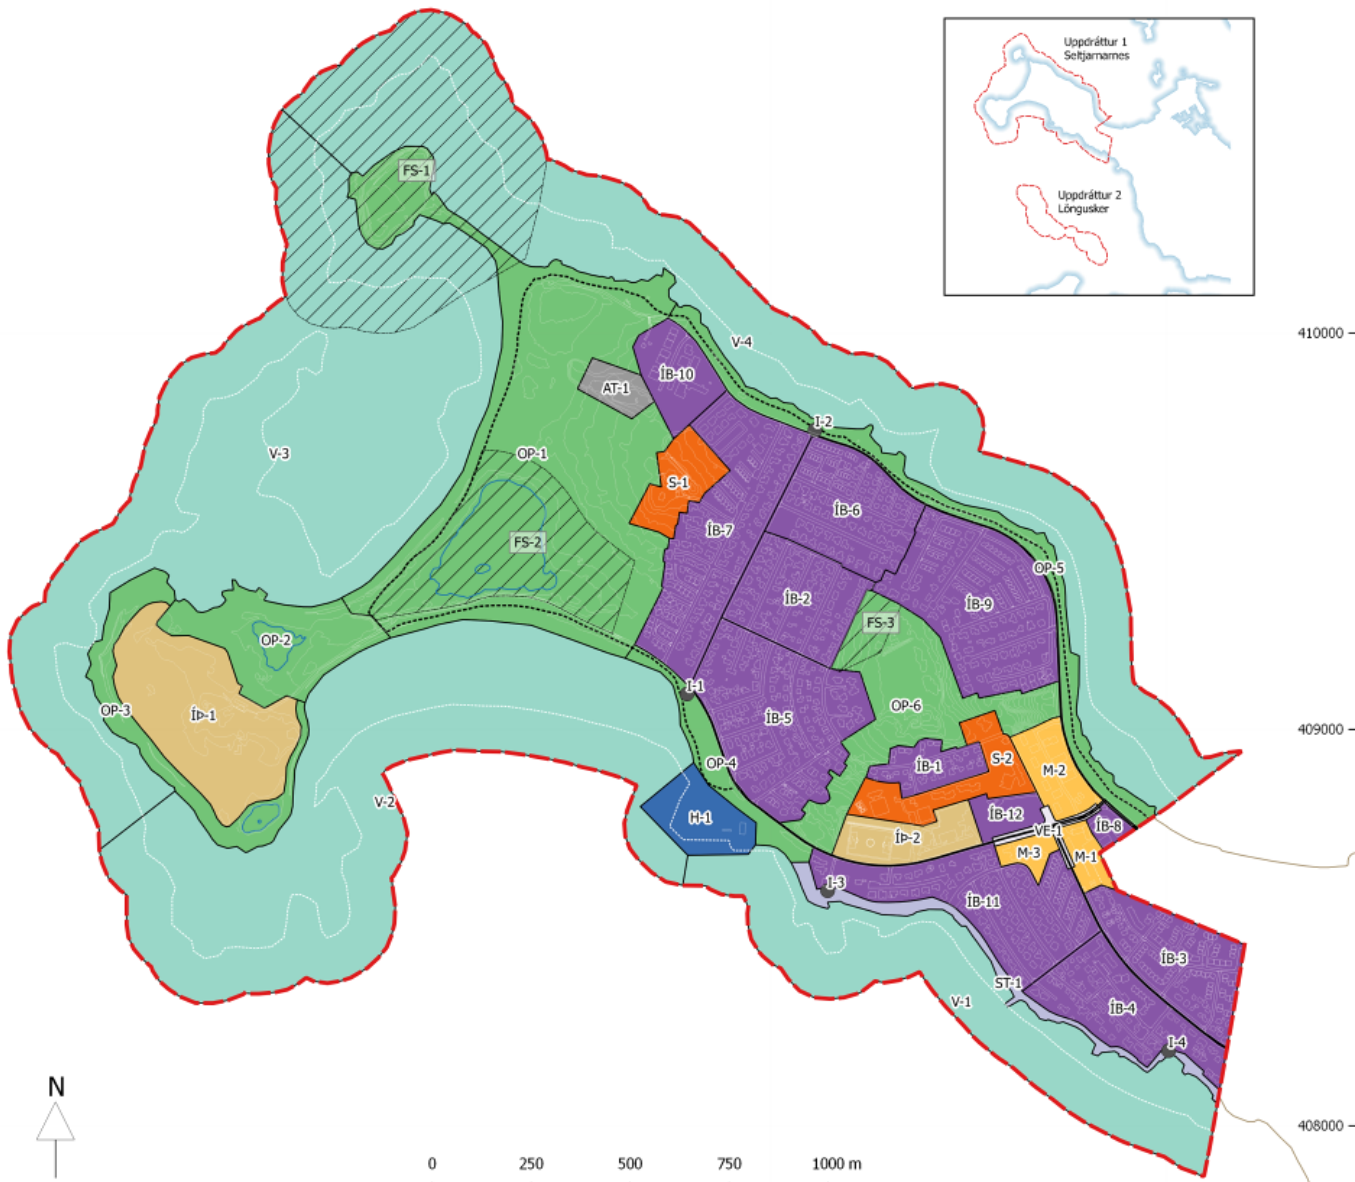 Uppdráttur 1
Seltjarnarnes
Uppdráttur 2
Löngusker
FS-1
410000
V-4
ÍB-10
AT-1
I-2
V-3
OP-1
S-1
ÍB-6
ÍB-7
FS-2
OP-5
ÍB-2
ÍB-9
FS-3
OP-2
I-1
OP-6
OP-3
ÍÞ-1
ÍB-5
409000
OP-4
ÍB-1
S-2
M-2
V-2
H-1
ÍB-12
ÍÞ-2
VE-1
ÍB-8
M-3
M-1
I-3
ÍB-11
ÍB-3
ST-1
V-1
ÍB-4
I-4
N
408000
0 250 500 750 1000 m